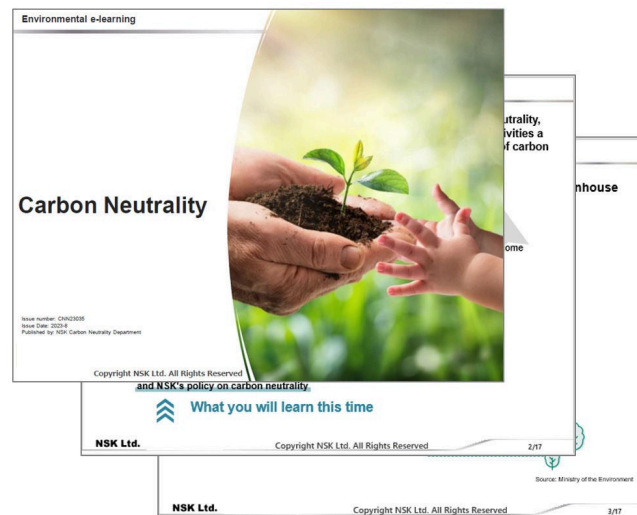 Environmental e-learning
Carbon Neutrality
Issue number: CNN23035
Issue Date: 2023-6
Published by: NSK Carbon Neutrality Department
Copyright NSK Ltd. All Rights Reserved
utrality,
ivities a
of carbon
ome
and NSK's policy on carbon neutrality
What you will learn this time
NSK Ltd.
Copyright NSK Ltd. All Rights Reserved
2/17
nhouse
Source: Ministry of the Environment
NSK Ltd.
Copyright NSK Ltd. All Rights Reserved
3/17